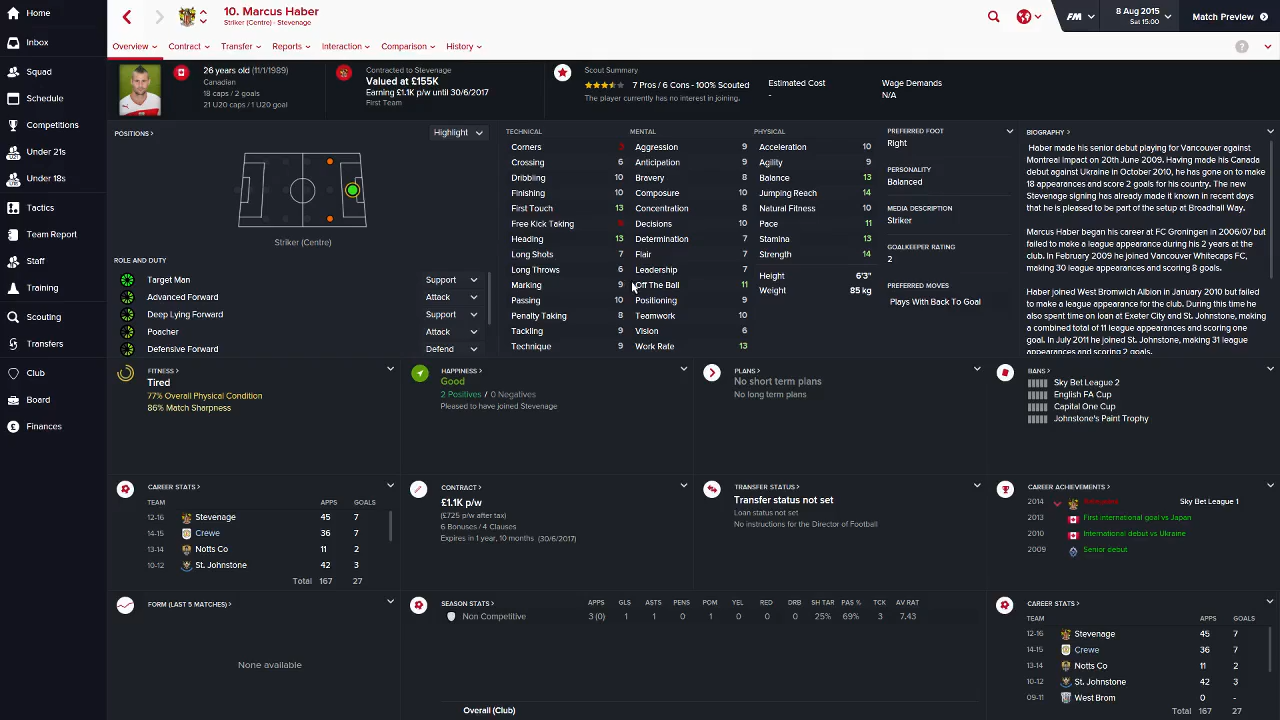 Home
Inbox
Squad
Schedule
Competitions
Under 21s
Under 18s
Tactics
Team Report
Staff
Training
Scouting
Transfers
Club
Board
Finances
10. Marcus Haber
Striker (Centre) - Stevenage
FM
8 Aug 2015
Sat 15:00
Match Preview
Overview Contract Transfer Reports Interaction Comparison History
26 years old (11/1/1989)
Canadian
18 caps / 2 goals
21 U20 caps / 1 U20 goal
Contracted to Stevenage
Valued at £155K
Earning £1.1K p/w until 30/6/2017
First Team
Scout Summary
7 Pros / 6 Cons - 100% Scouted
The player currently has no interest in joining.
Estimated Cost
-
Wage Demands
N/A
POSITIONS
Highlight
Striker (Centre)
ROLE AND DUTY
Target Man Support
Advanced Forward Attack
Deep Lying Forward Support
Poacher Attack
Defensive Forward Defend
TECHNICAL
Corners 3
Crossing 6
Dribbling 10
Finishing 10
First Touch 13
Free Kick Taking
Heading 13
Long Shots 7
Long Throws 6
Marking 9
Passing 10
Penalty Taking 8
Tackling 9
Technique 9
MENTAL
Aggression 9
Anticipation 9
Bravery 8
Composure 10
Concentration 8
Decisions 10
Determination 7
Flair 7
Leadership 7
Off The Ball 11
Positioning 9
Teamwork 10
Vision 6
Work Rate 13
PHYSICAL
Acceleration 10
Agility 9
Balance 13
Jumping Reach 14
Natural Fitness 10
Pace 11
Stamina 13
Strength 14
Height 6'3"
Weight 85 kg
PREFERRED FOOT
Right
PERSONALITY
Balanced
MEDIA DESCRIPTION
Striker
GOALKEEPER RATING
2
PREFERRED MOVES
Plays With Back To Goal
BIOGRAPHY
Haber made his senior debut playing for Vancouver against
Montreal Impact on 20th June 2009. Having made his Canada
debut against Ukraine in October 2010, he has gone on to make
18 appearances and score 2 goals for his country. The
new Stevenage signing has already made it known in recent
days that he is pleased to be part of the setup at Broadhall Way.
Marcus Haber began his career at FC Groningen in 2006/07 but
failed to make a league appearance during his 2 years at the
club. In February 2009 he joined Vancouver Whitecaps FC,
making 30 league appearances and scoring 8 goals.
Haber joined West Bromwich Albion in January 2010 but
failed to make a league appearance for the club. During this time he
also spent time on loan at Exeter City and St. Johnstone, making
a combined total of 11 league appearances and scoring one
goal. In July 2011 he joined St. Johnstone, making 31 league
appearances and scoring 2 goals.
FITNESS
Tired
77% Overall Physical Condition
86% Match Sharpness
HAPPINESS
Good
2 Positives / 0 Negatives
Pleased to have joined Stevenage
PLANS
No short term plans
No long term plans
BANS
Sky Bet League 2
English FA Cup
Capital One Cup
Johnstone's Paint Trophy
CAREER STATS
TEAM APPS GOALS
12-16 Stevenage 45 7
14-15 Crewe 36 7
13-14 Notts Co 11 2
10-12 St. Johnstone 42 3
Total 167 27
CONTRACT
£1.1K p/w
(£725 p/w after tax)
6 Bonuses / 4 Clauses
Expires in 1 year, 10 months (30/6/2017)
TRANSFER STATUS
Transfer status not set
Loan status not set
No instructions for the Director of Football
CAREER ACHIEVEMENTS
2014 Sky Bet League 1
2013 First international goal vs Japan
2010 International debut vs Ukraine
2009 Senior debut
FORM (LAST 5 MATCHES)
None available
SEASON STATS APPS GLS ASTS PENS POM YEL RED DRB SH TAR PAS % TCK AV RAT
Non Competitive 3 (0) 1 1 0 1 0 0 0 25% 69% 3 7.43
Overall (Club)
CAREER STATS
TEAM APPS GOALS
12-16 Stevenage 45 7
14-15 Crewe 36 7
13-14 Notts Co 11 2
10-12 St. Johnstone 42 3
09-11 West Brom 0 -
Total 167 27